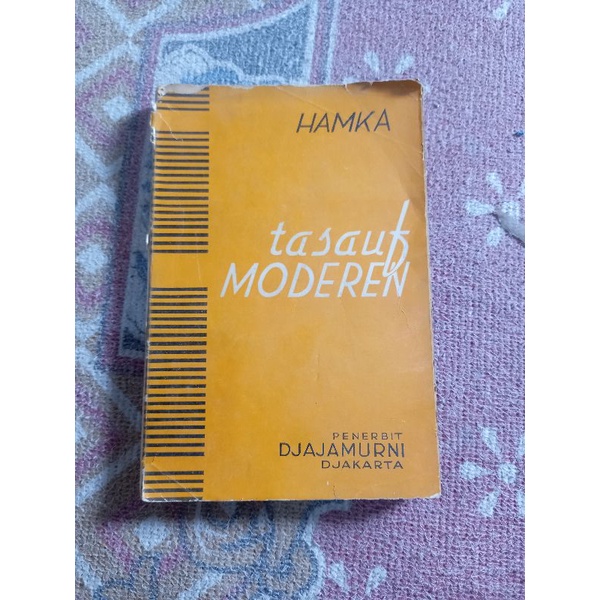 HAMKA
tasauf
MODEREN
PENERBIT
DJAJAMURNI
DJAKARTA